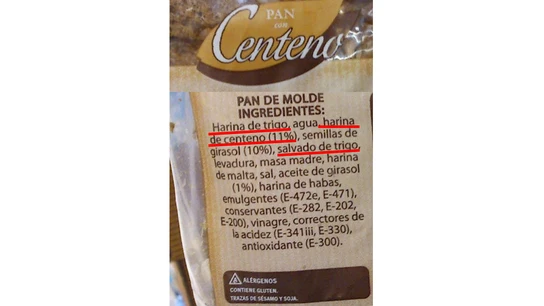 PAN
con
Centeno
PAN DE MOLDE
INGREDIENTES:
Harina de trigo, agua, harina
de centeno (11%), semillas de
girasol (10%), salvado de trigo,
levadura, masa madre, harina
de malta, sal, aceite de girasol
(1%), harina de habas,
emulgentes (E-472e, E-471),
conservantes (E-282, E-202,
E-200), vinagre, correctores de
la acidez (E-341iii, E-330),
antioxidante (E-300).
ALÉRGENOS
CONTIENE GLUTEN.
TRAZAS DE SÉSAMO Y SOJA.